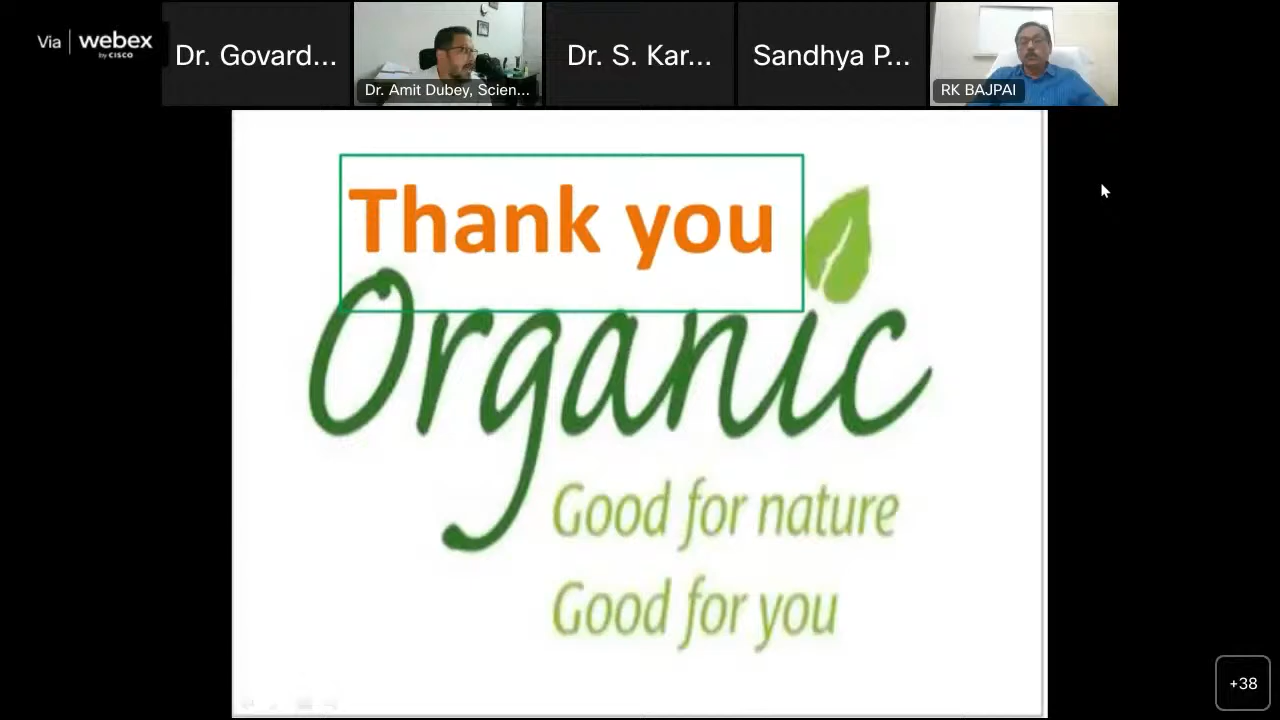 Via webex
by CISCO
Dr. Govard...
Dr. Amit Dubey, Scien...
Dr. S. Kar...
Sandhya P...
RK BAJPAI
Thank you
Organic
Good for nature
Good for you
+38